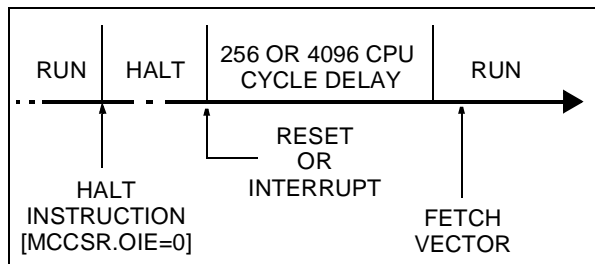 RUN
HALT
256 OR 4096 CPU
CYCLE DELAY
RUN
RESET
OR
INTERRUPT
HALT
INSTRUCTION
[MCCSR.OIE=0]
FETCH
VECTOR